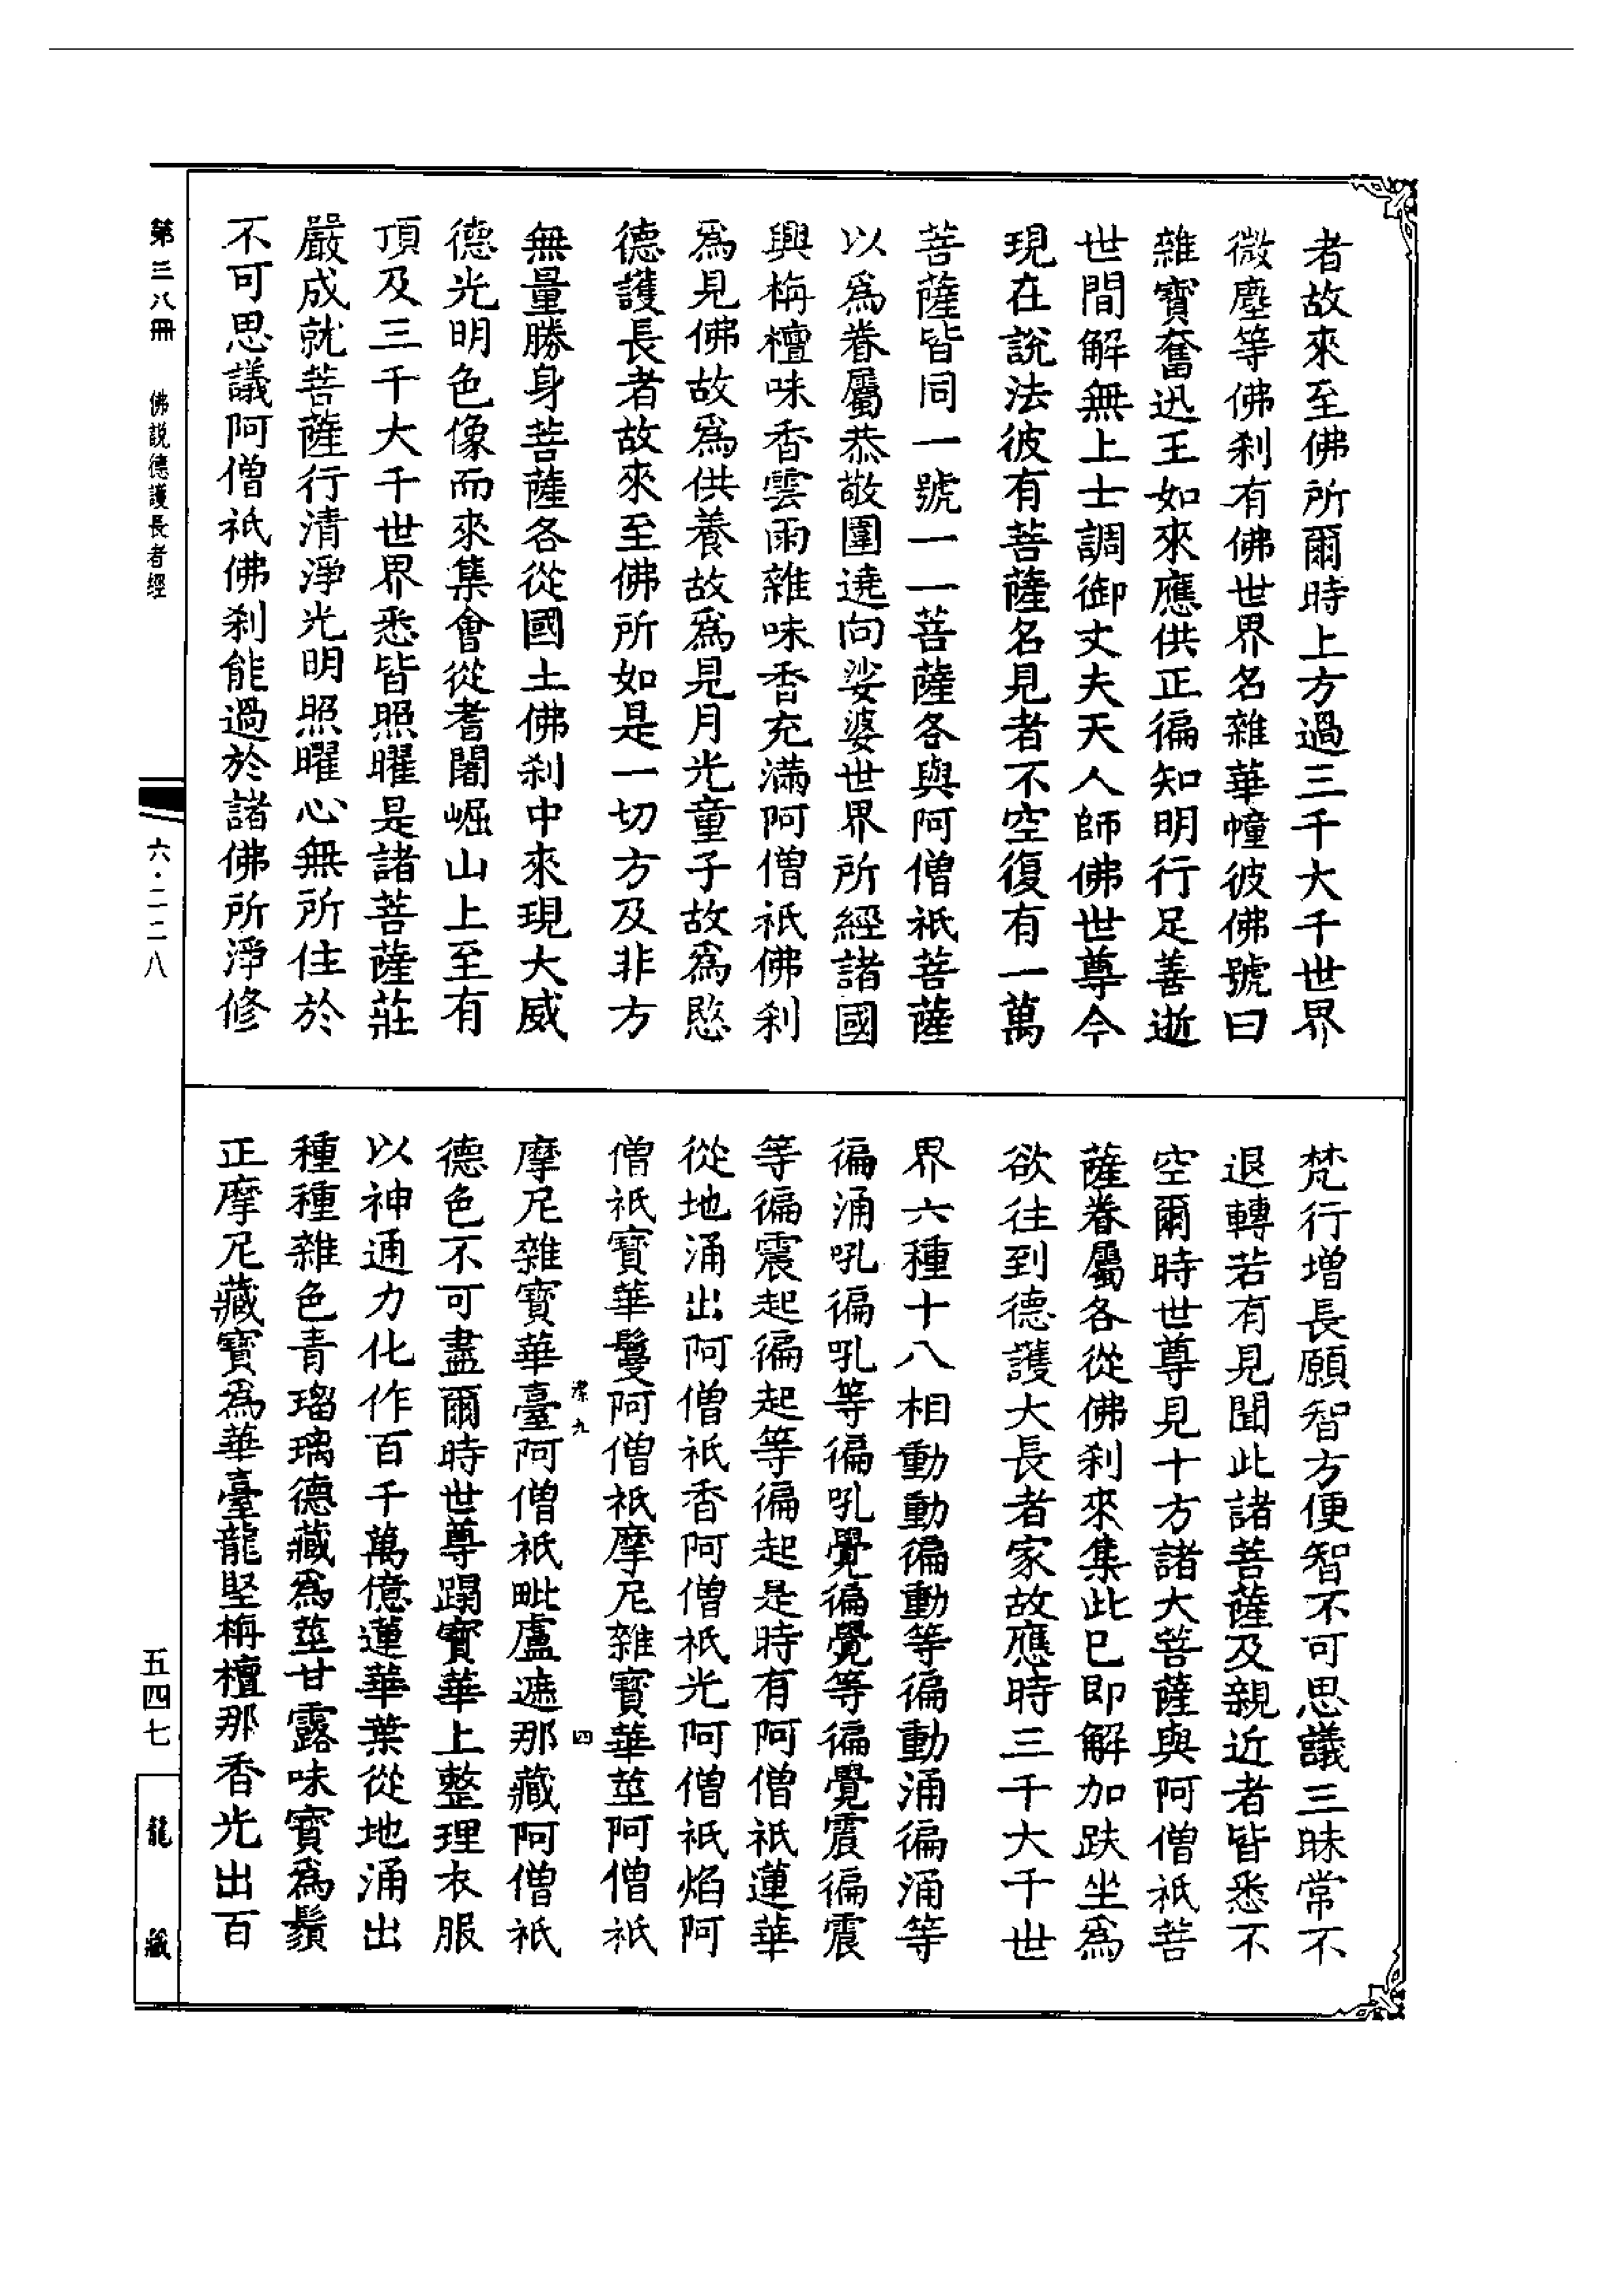 者故來至佛所爾時上方過三千大千世界
微塵等佛刹有佛世界名雜華幢彼佛號曰
雜寶奮迅王如來應供正徧知明行足善逝
世間解無上士調御丈夫天人師佛世尊今
現在說法彼有菩薩名見者不空復有一萬
菩薩皆同一號一一菩薩各與阿僧祇菩薩
以爲眷屬恭敬圍遶向娑婆世界所經諸國
興栴檀味香雲雨雜味香充滿阿僧祇佛刹
爲見佛故爲供養故爲見月光童子故爲愍
德護長者故來至佛所如是一切方及非方
無量勝身菩薩各從國土佛刹中來現大威
德光明色像而來集會從耆闍崛山上至有
頂及三千大千世界悉皆照曜是諸菩薩莊
嚴成就菩薩行清淨光明照曜心無所住於
不可思議阿僧祇佛刹能過於諸佛所淨修
梵行增長願智方便智不可思議三昧常不
退轉若有見聞此諸菩薩及親近者皆悉不
空爾時世尊見十方諸大菩薩與阿僧祇菩
薩眷屬各從佛刹來集此已即解加趺坐爲
欲往到德護大長者家故應時三千大千世
界六種十八相動動徧動等徧動涌徧涌等
徧涌吼徧吼等徧吼覺徧覺等徧覺震徧震
等徧震起徧起等徧起是時有阿僧祇蓮華
從地涌出阿僧祇香阿僧祇光阿僧祇焰阿
僧祇寶華鬘阿僧祇摩尼雜寶華莖阿僧祇
潔九 四
摩尼雜寶華臺阿僧祇毗盧遮那藏阿僧祇
德色不可盡爾時世尊躡寶華上整理衣服
以神通力化作百千萬億蓮華葉從地涌出
種種雜色青瑠璃德藏爲莖甘露味寶爲鬚
正摩尼藏寶爲華臺龍堅栴檀那香光出百
第三八冊 佛說德護長者經
六·二二八
五四七
龍藏